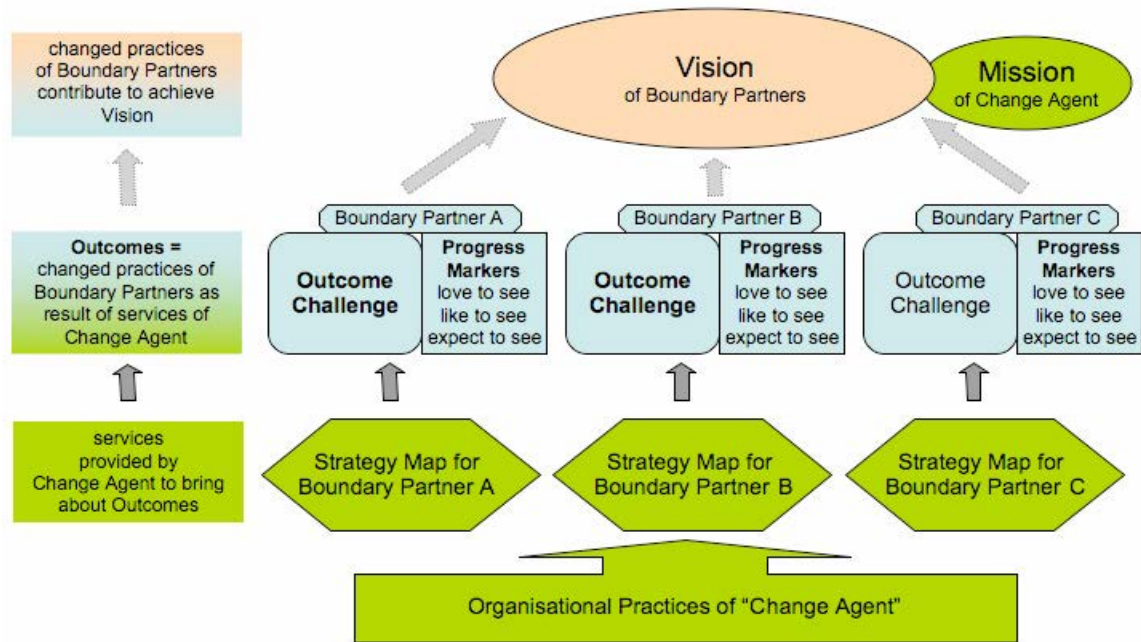 changed practices
of Boundary Partners
contribute to achieve
Vision
Vision
of Boundary Partners
Mission
of Change Agent
Outcomes =
changed practices of
Boundary Partners as
result of services of
Change Agent
Boundary Partner A
Outcome
Challenge
Progress
Markers
love to see
like to see
expect to see
Boundary Partner B
Outcome
Challenge
Progress
Markers
love to see
like to see
expect to see
Boundary Partner C
Outcome
Challenge
Progress
Markers
love to see
like to see
expect to see
services
provided by
Change Agent to bring
about Outcomes
Strategy Map for
Boundary Partner A
Strategy Map for
Boundary Partner B
Strategy Map for
Boundary Partner C
Organisational Practices of “Change Agent”